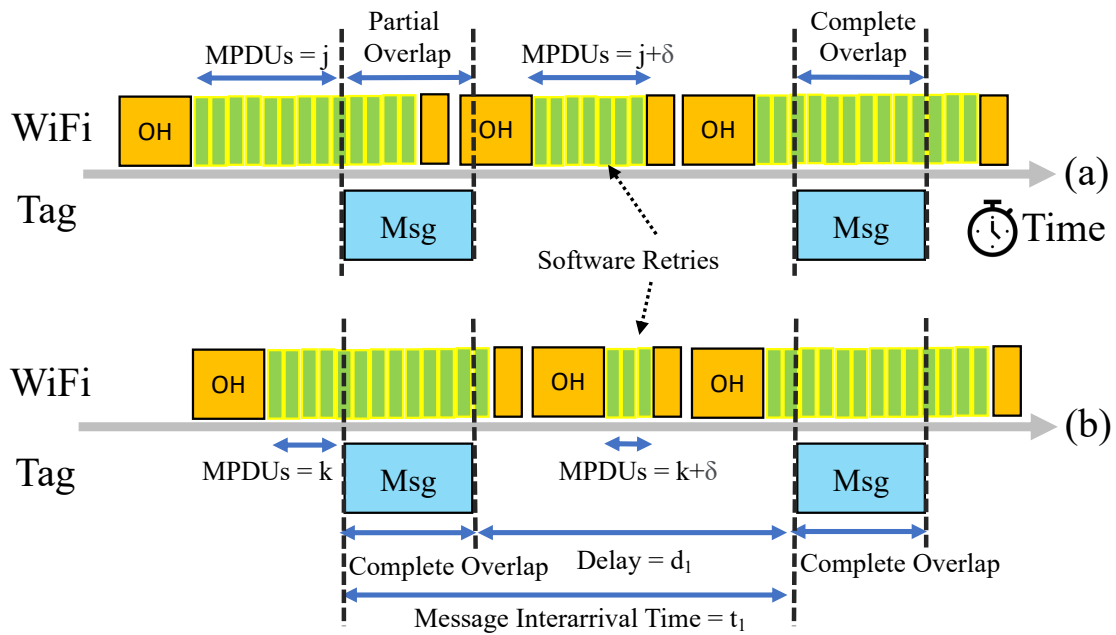 Partial
Overlap
MPDUs = j
MPDUs = j+δ
Complete
Overlap
WiFi
OH
OH
OH
(a)
Tag
Msg
Msg
Time
Software Retries
WiFi
OH
OH
OH
(b)
Tag
MPDUs = k
Msg
MPDUs = k+δ
Msg
Complete Overlap
Delay = d₁
Complete Overlap
Message Interarrival Time = t₁